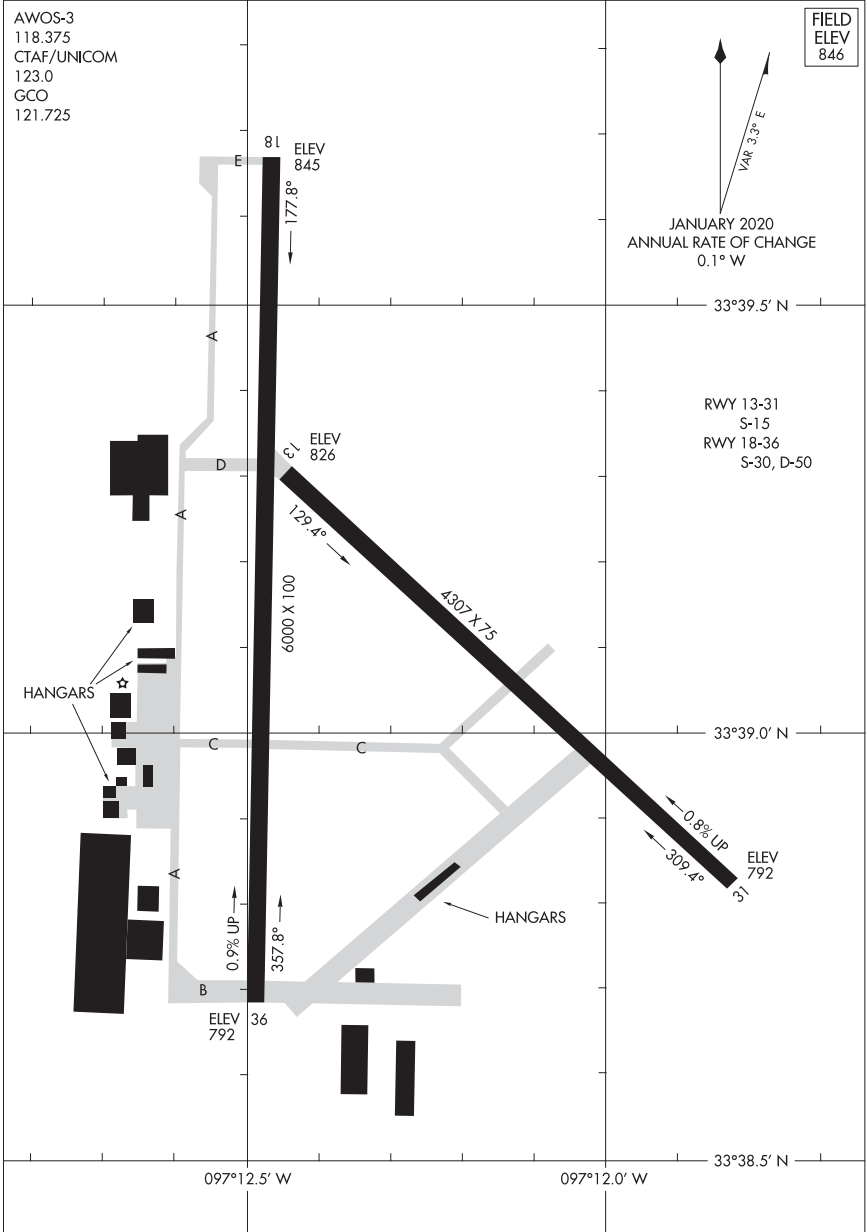 AWOS-3
118.375
CTAF/UNICOM
123.0
GCO
121.725
FIELD
ELEV
846
VAR 3.3° E
JANUARY 2020
ANNUAL RATE OF CHANGE
0.1° W
18
ELEV
845
E
177.8°
A
33°39.5' N
RWY 13-31
S-15
RWY 18-36
S-30, D-50
13
ELEV
826
D
A
129.4°
6000 X 100
4307 X 75
HANGARS
33°39.0' N
C
C
0.8% UP
309.4°
ELEV
792
31
A
0.9% UP
357.8°
HANGARS
B
ELEV
792
36
33°38.5' N
097°12.5' W
097°12.0' W